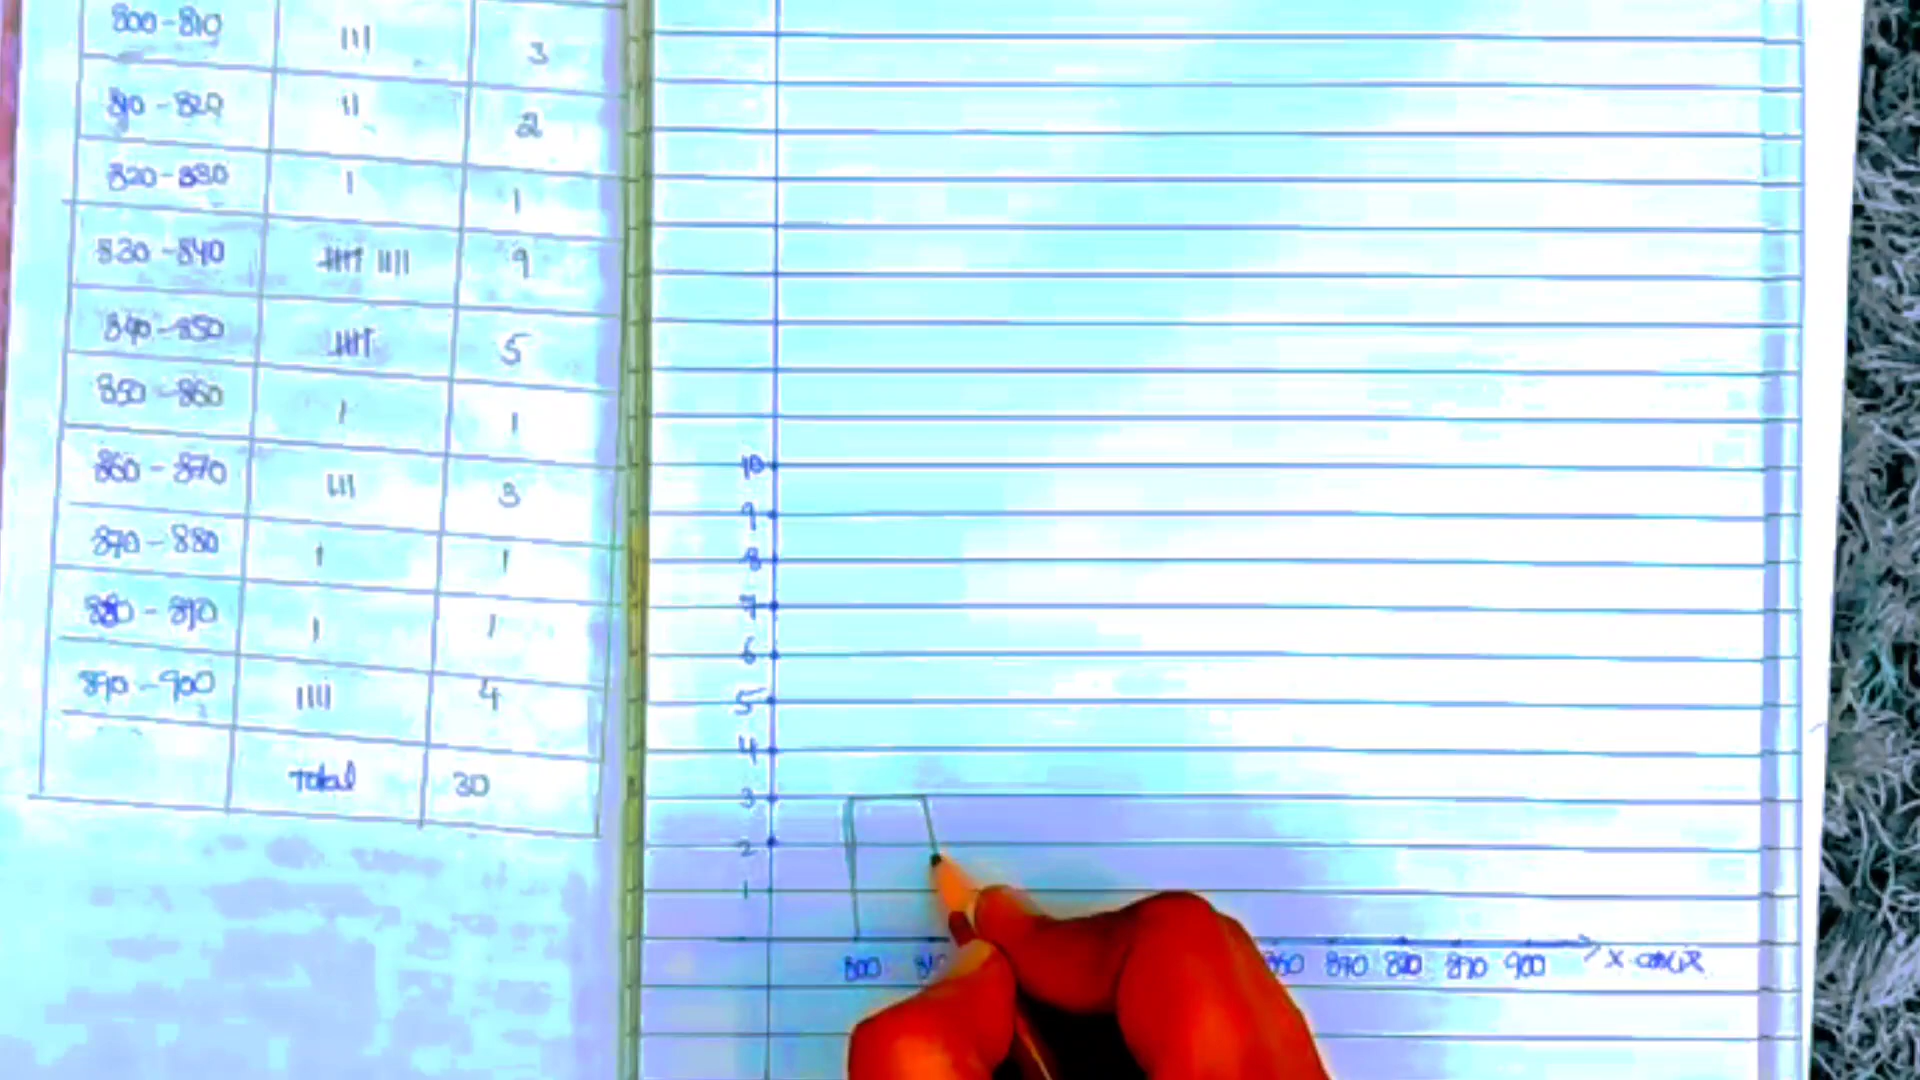 800-810 ||| 3
810-820 || 2
820-830 | 1
830-840 |||| |||| 9
840-850 |||| 5
850-860 | 1
860-870 ||| 3
870-880 | 1
880-890 | 1
890-900 |||| 4
Total 30
10
9
8
7
6
5
4
3
2
1
800 810 860 870 880 890 900 x axis